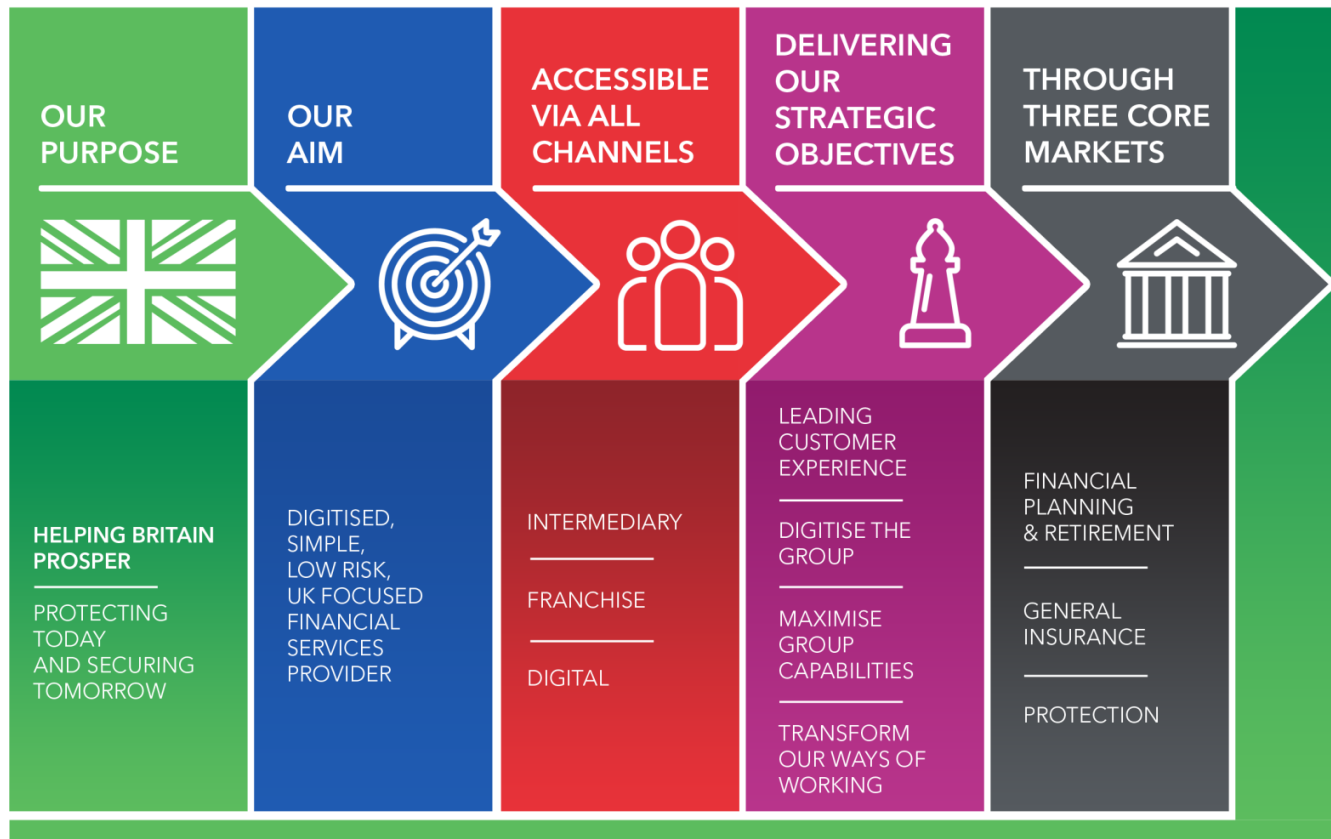 OUR
PURPOSE
HELPING BRITAIN
PROSPER
PROTECTING
TODAY
AND SECURING
TOMORROW
OUR
AIM
DIGITISED,
SIMPLE,
LOW RISK,
UK FOCUSED
FINANCIAL
SERVICES
PROVIDER
ACCESSIBLE
VIA ALL
CHANNELS
INTERMEDIARY
FRANCHISE
DIGITAL
DELIVERING
OUR
STRATEGIC
OBJECTIVES
LEADING
CUSTOMER
EXPERIENCE
DIGITISE THE
GROUP
MAXIMISE
GROUP
CAPABILITIES
TRANSFORM
OUR WAYS OF
WORKING
THROUGH
THREE CORE
MARKETS
FINANCIAL
PLANNING
& RETIREMENT
GENERAL
INSURANCE
PROTECTION